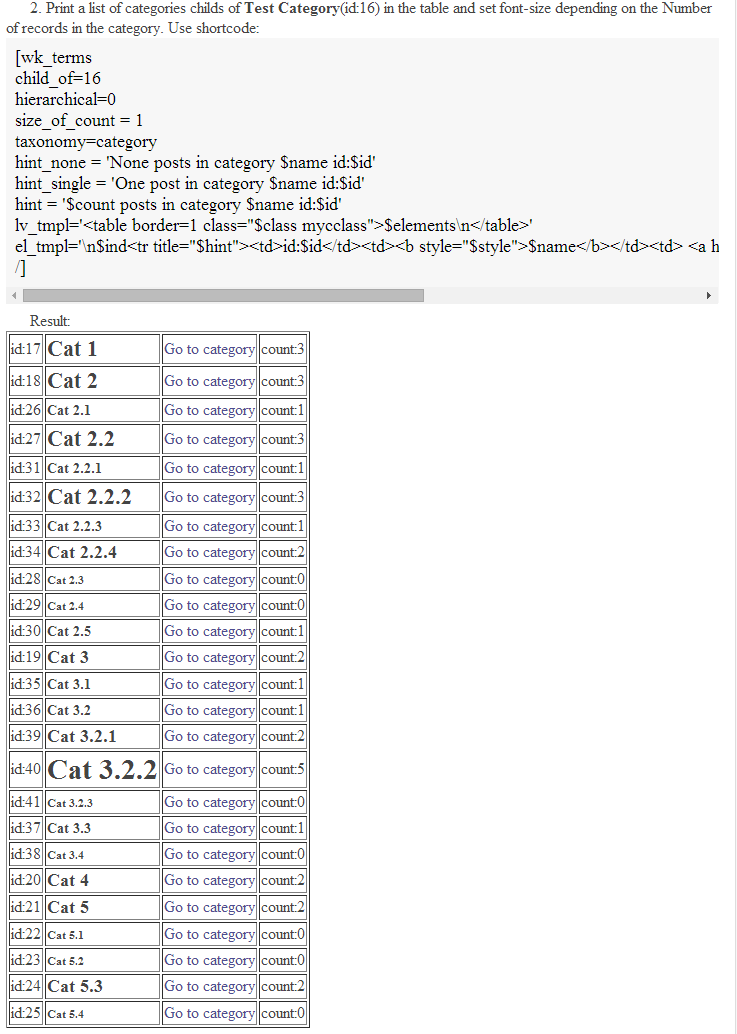 2. Print a list of categories childs of Test Category(id:16) in the table and set font-size depending on the Number
of records in the category. Use shortcode:
[wk_terms
child_of=16
hierarchical=0
size_of_count = 1
taxonomy=category
hint_none = 'None posts in category $name id:$id'
hint_single = 'One post in category $name id:$id'
hint = '$count posts in category $name id:$id'
lv_tmpl='<table border=1 class="$class mycclass">$elements\n</table>'
el_tmpl='\n$ind<tr title="$hint"><td>id:$id</td><td><b style="$style">$name</b></td><td> <a h
/]
Result:
id:17 Cat 1 Go to category count:3
id:18 Cat 2 Go to category count:3
id:26 Cat 2.1 Go to category count:1
id:27 Cat 2.2 Go to category count:3
id:31 Cat 2.2.1 Go to category count:1
id:32 Cat 2.2.2 Go to category count:3
id:33 Cat 2.2.3 Go to category count:1
id:34 Cat 2.2.4 Go to category count:2
id:28 Cat 2.3 Go to category count:0
id:29 Cat 2.4 Go to category count:0
id:30 Cat 2.5 Go to category count:1
id:19 Cat 3 Go to category count:2
id:35 Cat 3.1 Go to category count:1
id:36 Cat 3.2 Go to category count:1
id:39 Cat 3.2.1 Go to category count:2
id:40 Cat 3.2.2 Go to category count:5
id:41 Cat 3.2.3 Go to category count:0
id:37 Cat 3.3 Go to category count:1
id:38 Cat 3.4 Go to category count:0
id:20 Cat 4 Go to category count:2
id:21 Cat 5 Go to category count:2
id:22 Cat 5.1 Go to category count:0
id:23 Cat 5.2 Go to category count:0
id:24 Cat 5.3 Go to category count:2
id:25 Cat 5.4 Go to category count:0